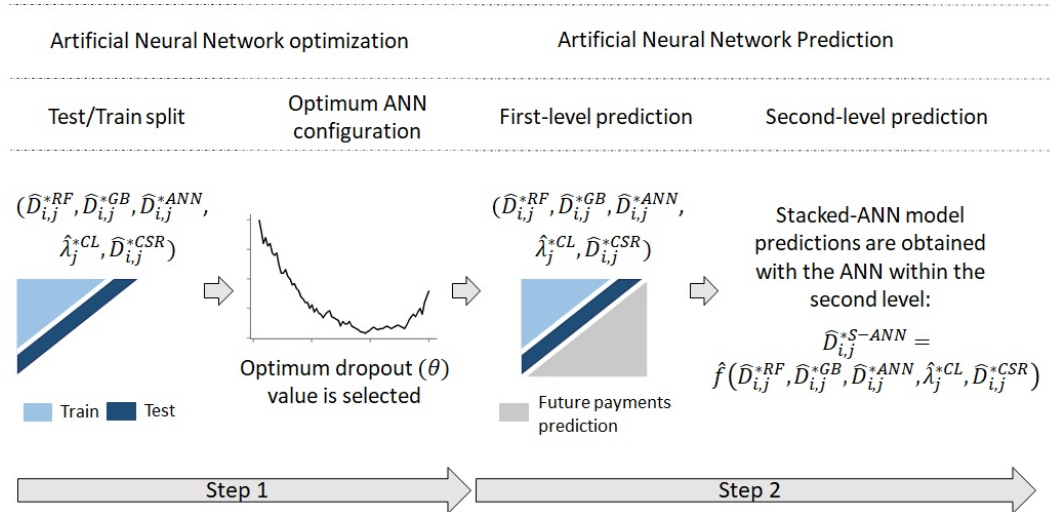 Artificial Neural Network optimization
Artificial Neural Network Prediction
Test/Train split
Optimum ANN
configuration
First-level prediction
Second-level prediction
(D̂*RF i,j, D̂*GB i,j, D̂*ANN i,j,
λ̂*CL j, D̂*CSR i,j)
Train
Test
Optimum dropout (θ)
value is selected
(D̂*RF i,j, D̂*GB i,j, D̂*ANN i,j,
λ̂*CL j, D̂*CSR i,j)
Future payments
prediction
Stacked-ANN model
predictions are obtained
with the ANN within the
second level:
D̂*S−ANN i,j =
f̂(D̂*RF i,j, D̂*GB i,j, D̂*ANN i,j, λ̂*CL j, D̂*CSR i,j)
Step 1
Step 2